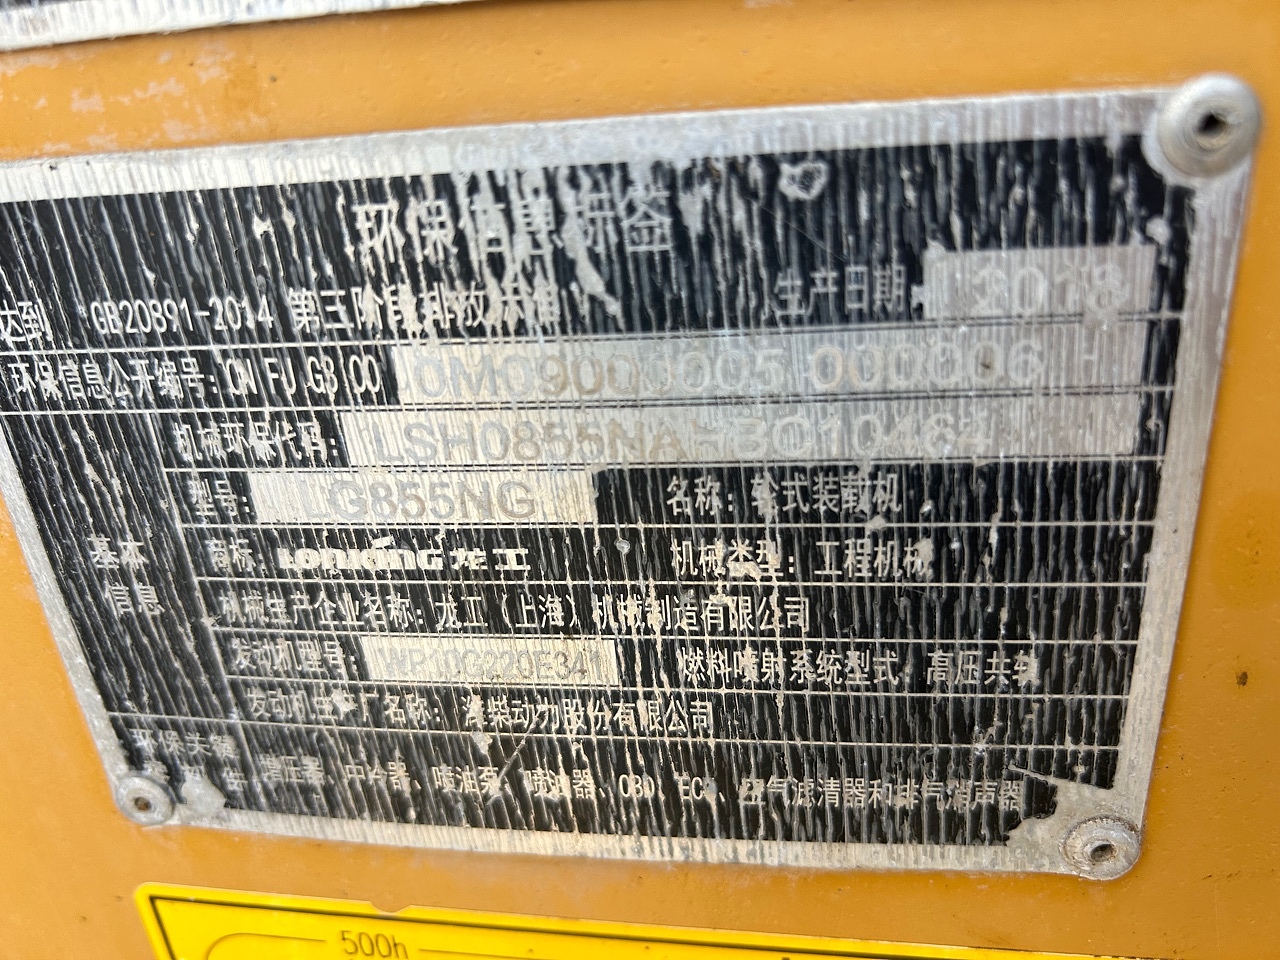 环保信息标签
达到 GB20891-2014 第三阶段排放标准 生产日期 2018
环保信息公开编号: CN FJ G3 00 0M09000605 000006
机械环保代码:
型号: LG855NG 名称: 轮式装载机
基本信息
商标: LONKING 龙工 机械类型: 工程机械
机械生产企业名称: 龙工（上海）机械制造有限公司
发动机型号: WP10G220E341 燃料喷射系统型式: 高压共轨
发动机生产厂名称: 潍柴动力股份有限公司
环保关键
增压器、中冷器、喷油泵、喷油器、OBD、ECU、空气滤清器和排气消声器
500h